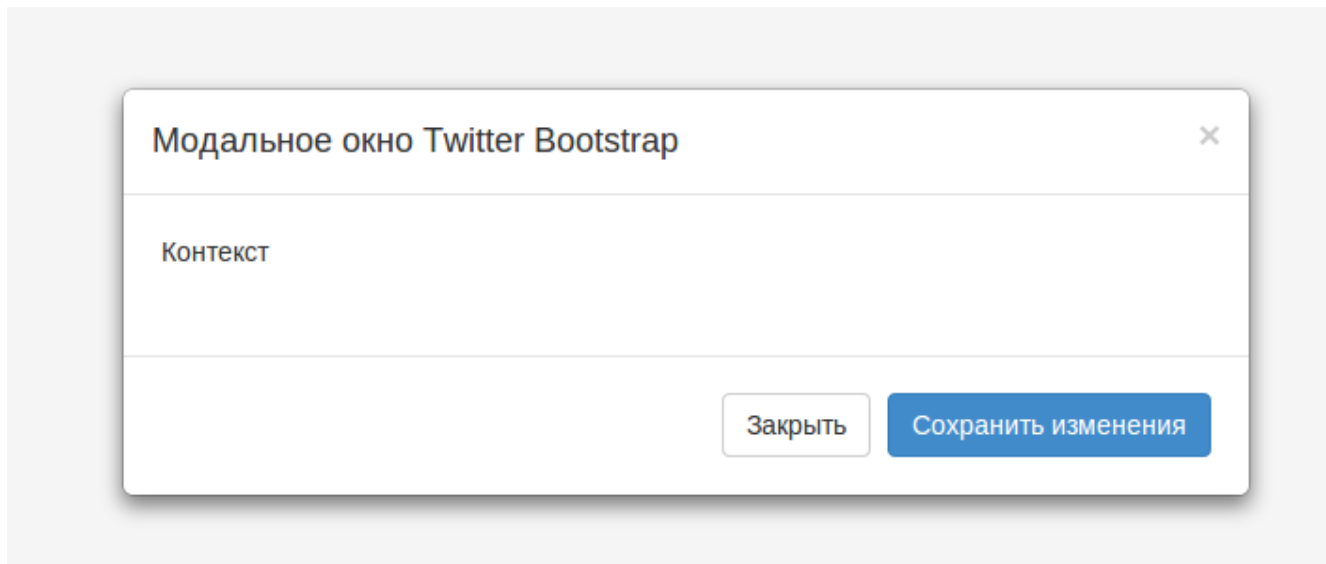 Модальное окно Twitter Bootstrap ×
Контекст
Закрыть Сохранить изменения